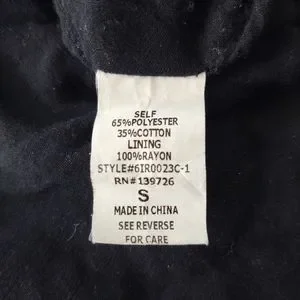 SELF
65%POLYESTER
35%COTTON
LINING
100%RAYON
STYLE#6IR0023C-1
RN#139726
S
MADE IN CHINA
SEE REVERSE
FOR CARE